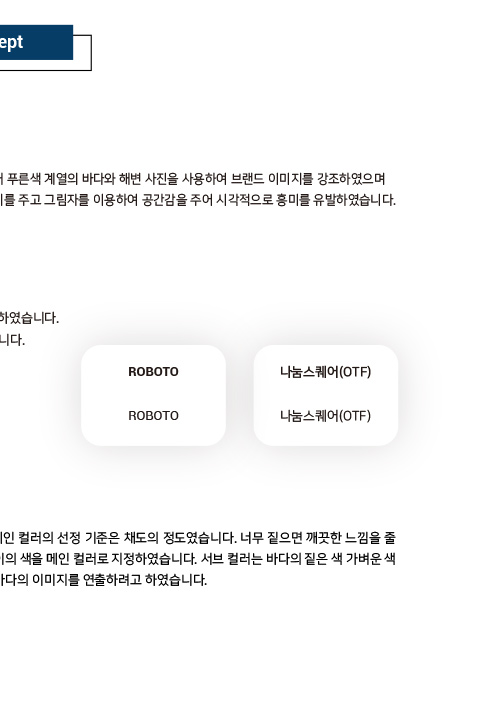 ept
푸른색 계열의 바다와 해변 사진을 사용하여 브랜드 이미지를 강조하였으며
를 주고 그림자를 이용하여 공간감을 주어 시각적으로 흥미를 유발하였습니다.
하였습니다.
니다.
ROBOTO
ROBOTO
나눔스퀘어(OTF)
나눔스퀘어(OTF)
인 컬러의 선정 기준은 채도의 정도였습니다. 너무 짙으면 깨끗한 느낌을 줄
의 색을 메인 컬러로 지정하였습니다. 서브 컬러는 바다의 짙은 색 가벼운 색
바다의 이미지를 연출하려고 하였습니다.